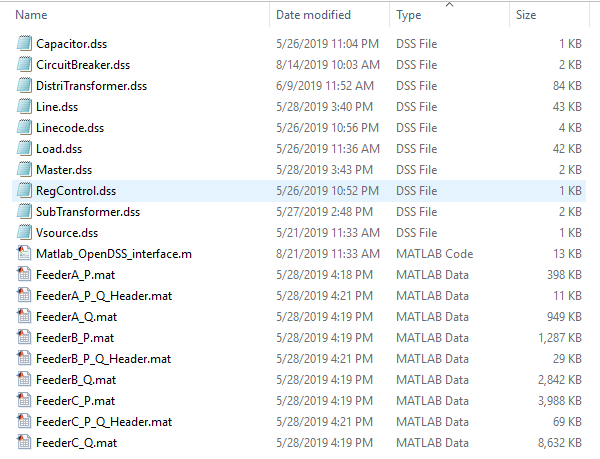 Name Date modified Type Size
Capacitor.dss 5/26/2019 11:04 PM DSS File 1 KB
CircuitBreaker.dss 8/14/2019 10:03 AM DSS File 2 KB
DistriTransformer.dss 6/9/2019 11:52 AM DSS File 84 KB
Line.dss 5/28/2019 3:40 PM DSS File 43 KB
Linecode.dss 5/26/2019 10:56 PM DSS File 4 KB
Load.dss 5/26/2019 11:36 AM DSS File 42 KB
Master.dss 5/28/2019 3:43 PM DSS File 2 KB
RegControl.dss 5/26/2019 10:52 PM DSS File 1 KB
SubTransformer.dss 5/27/2019 2:48 PM DSS File 2 KB
Vsource.dss 5/21/2019 11:33 AM DSS File 1 KB
Matlab_OpenDSS_interface.m 8/21/2019 11:33 AM MATLAB Code 13 KB
FeederA_P.mat 5/28/2019 4:18 PM MATLAB Data 398 KB
FeederA_P_Q_Header.mat 5/28/2019 4:21 PM MATLAB Data 11 KB
FeederA_Q.mat 5/28/2019 4:19 PM MATLAB Data 949 KB
FeederB_P.mat 5/28/2019 4:19 PM MATLAB Data 1,287 KB
FeederB_P_Q_Header.mat 5/28/2019 4:21 PM MATLAB Data 29 KB
FeederB_Q.mat 5/28/2019 4:19 PM MATLAB Data 2,842 KB
FeederC_P.mat 5/28/2019 4:19 PM MATLAB Data 3,988 KB
FeederC_P_Q_Header.mat 5/28/2019 4:21 PM MATLAB Data 69 KB
FeederC_Q.mat 5/28/2019 4:19 PM MATLAB Data 8,632 KB